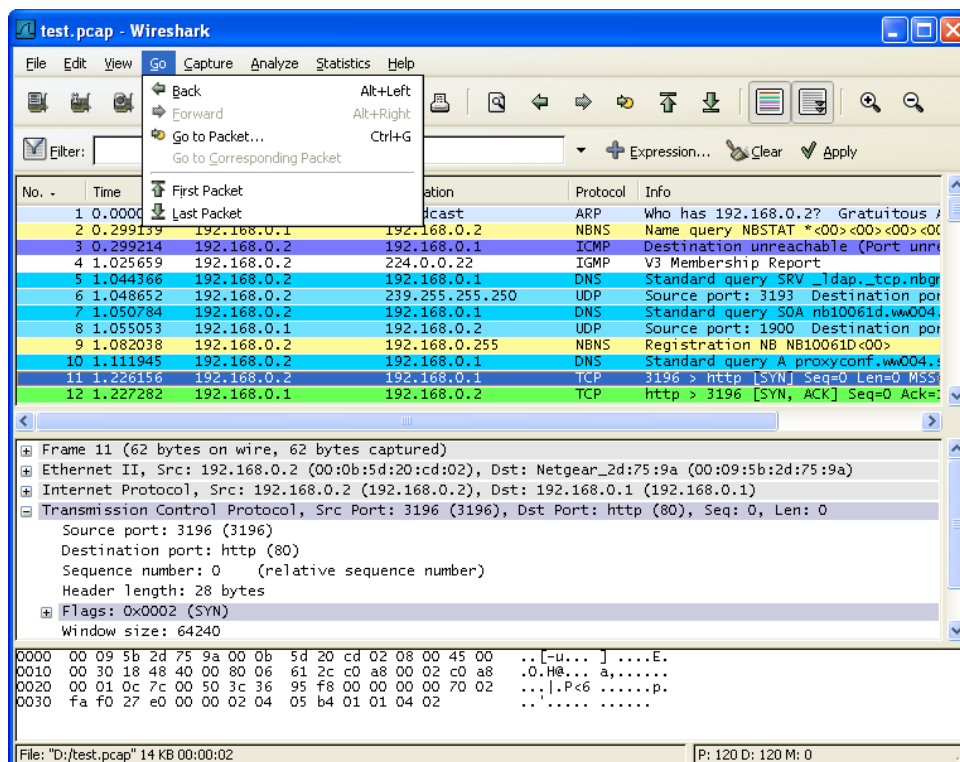 test.pcap - Wireshark
File Edit View Go Capture Analyze Statistics Help
Back Alt+Left
Forward Alt+Right
Go to Packet... Ctrl+G
Go to Corresponding Packet
First Packet
Last Packet
Filter: Expression... Clear Apply
No. - Time ation Protocol Info
1 0.0000 dcast ARP Who has 192.168.0.2? Gratuitous
2 0.299139 192.168.0.1 192.168.0.2 NBNS Name query NBSTAT *<00><00><00><00
3 0.299214 192.168.0.2 192.168.0.1 ICMP Destination unreachable (Port unre
4 1.025659 192.168.0.2 224.0.0.22 IGMP V3 Membership Report
5 1.044366 192.168.0.2 192.168.0.1 DNS Standard query SRV _ldap._tcp.nbgm
6 1.048652 192.168.0.2 239.255.255.250 UDP Source port: 3193 Destination por
7 1.050784 192.168.0.2 192.168.0.1 DNS Standard query SOA nb10061d.ww004.
8 1.055053 192.168.0.1 192.168.0.2 UDP Source port: 1900 Destination por
9 1.082038 192.168.0.2 192.168.0.255 NBNS Registration NB NB10061D<00>
10 1.111945 192.168.0.2 192.168.0.1 DNS Standard query A proxyconf.ww004.s
11 1.226156 192.168.0.2 192.168.0.1 TCP 3196 > http [SYN] Seq=0 Len=0 MSS
12 1.227282 192.168.0.1 192.168.0.2 TCP http > 3196 [SYN, ACK] Seq=0 Ack=1
Frame 11 (62 bytes on wire, 62 bytes captured)
Ethernet II, Src: 192.168.0.2 (00:0b:5d:20:cd:02), Dst: Netgear_2d:75:9a (00:09:5b:2d:75:9a)
Internet Protocol, Src: 192.168.0.2 (192.168.0.2), Dst: 192.168.0.1 (192.168.0.1)
Transmission Control Protocol, Src Port: 3196 (3196), Dst Port: http (80), Seq: 0, Len: 0
Source port: 3196 (3196)
Destination port: http (80)
Sequence number: 0 (relative sequence number)
Header length: 28 bytes
Flags: 0x0002 (SYN)
Window size: 64240
0000 00 09 5b 2d 75 9a 00 0b 5d 20 cd 02 08 00 45 00 ..[-u... ] ....E.
0010 00 30 18 48 40 00 80 06 61 2c c0 a8 00 02 c0 a8 .0.H@... a,......
0020 00 01 0c 7c 00 50 3c 36 95 f8 00 00 00 00 70 02 ...|.P<6 ......p.
0030 fa f0 27 e0 00 00 02 04 05 b4 01 01 04 02 ..'..... ......
File: "D:/test.pcap" 14 KB 00:00:02 P: 120 D: 120 M: 0